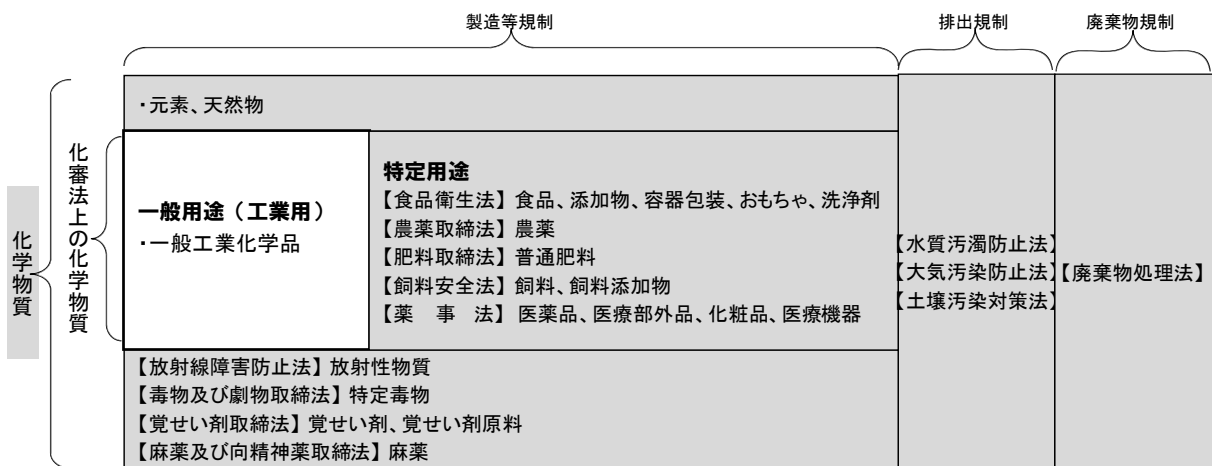 製造等規制
排出規制
廃棄物規制
化学物質
化審法上の化学物質
・元素、天然物
一般用途（工業用）
・一般工業化学品
特定用途
【食品衛生法】食品、添加物、容器包装、おもちゃ、洗浄剤
【農薬取締法】農薬
【肥料取締法】普通肥料
【飼料安全法】飼料、飼料添加物
【薬　事　法】医薬品、医療部外品、化粧品、医療機器
【放射線障害防止法】放射性物質
【毒物及び劇物取締法】特定毒物
【覚せい剤取締法】覚せい剤、覚せい剤原料
【麻薬及び向精神薬取締法】麻薬
【水質汚濁防止法】
【大気汚染防止法】
【土壌汚染対策法】
【廃棄物処理法】